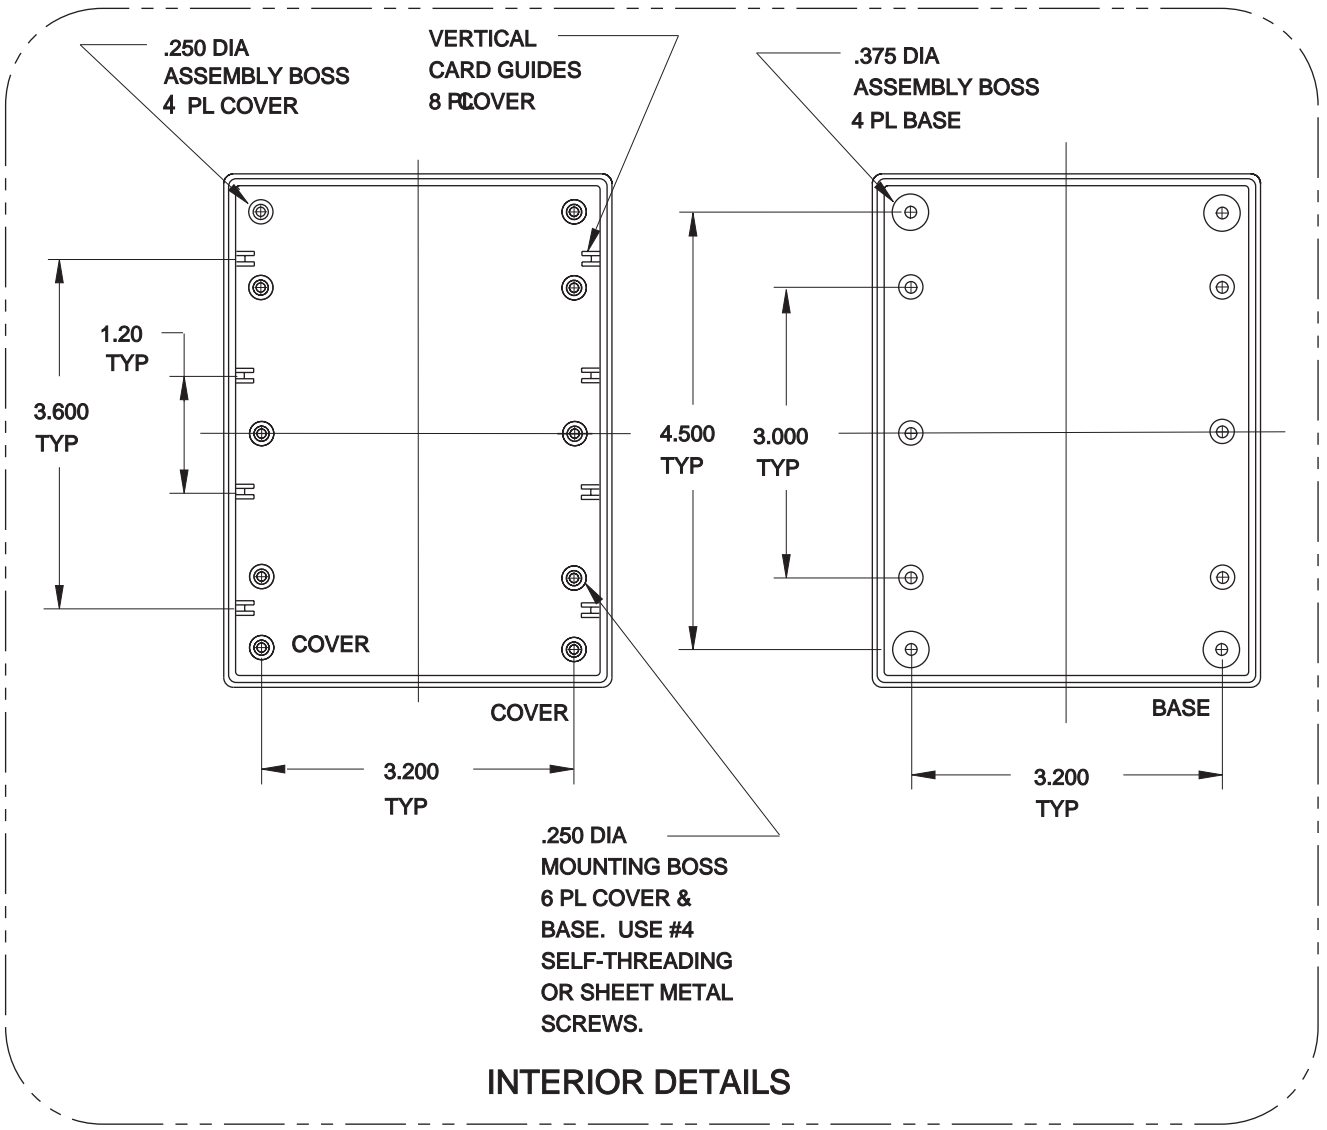 .250 DIA
ASSEMBLY BOSS
4 PL COVER
VERTICAL
CARD GUIDES
8 PL COVER
.375 DIA
ASSEMBLY BOSS
4 PL BASE
1.20
TYP
3.600
TYP
4.500
TYP
3.000
TYP
COVER
COVER
BASE
3.200
TYP
3.200
TYP
.250 DIA
MOUNTING BOSS
6 PL COVER &
BASE. USE #4
SELF-THREADING
OR SHEET METAL
SCREWS.
INTERIOR DETAILS